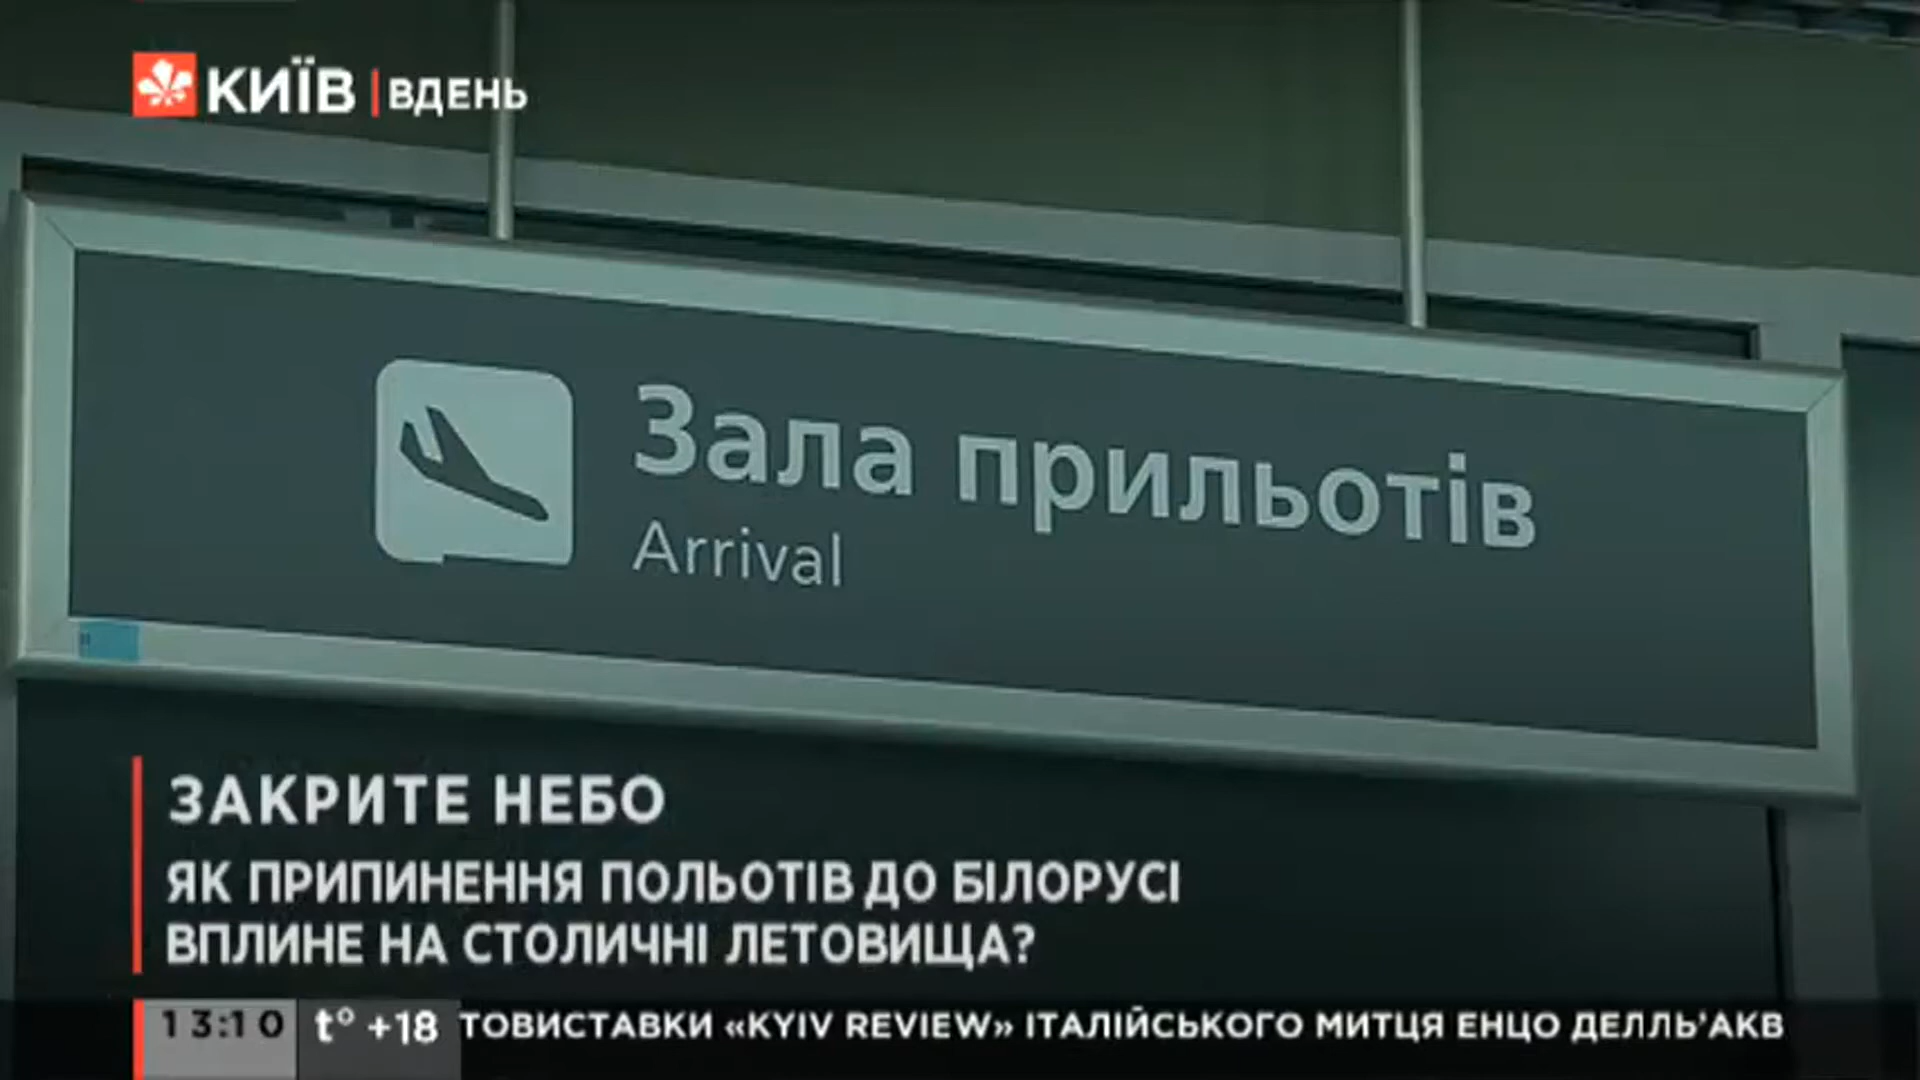 КИЇВ | ВДЕНЬ
Зала прильотів
Arrival
ЗАКРИТЕ НЕБО
ЯК ПРИПИНЕННЯ ПОЛЬОТІВ ДО БІЛОРУСІ
ВПЛИНЕ НА СТОЛИЧНІ ЛЕТОВИЩА?
13:10 t° +18 ТОВИСТАВКИ «KYIV REVIEW» ІТАЛІЙСЬКОГО МИТЦЯ ЕНЦО ДЕЛЛЬ'АКВ